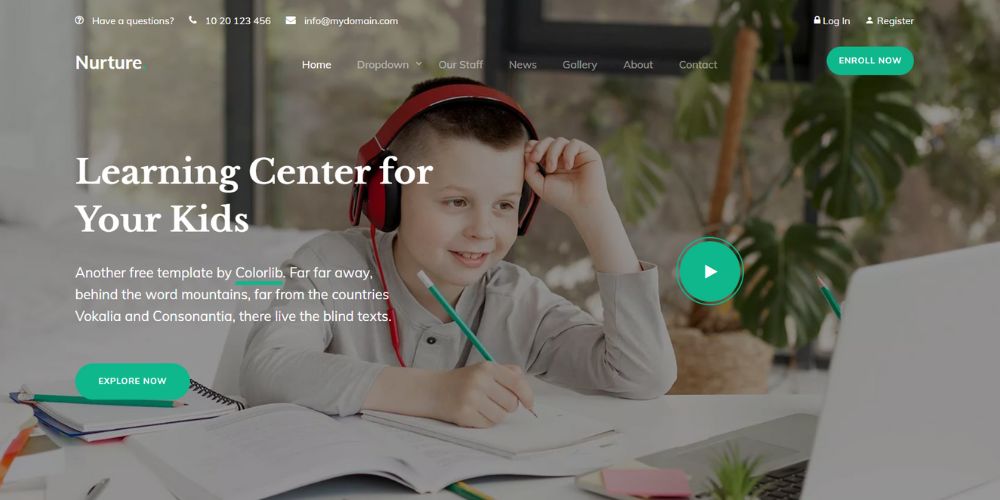 Have a questions? 10 20 123 456 info@mydomain.com Log In Register
Nurture. Home Dropdown Our Staff News Gallery About Contact ENROLL NOW
Learning Center for
Your Kids
Another free template by Colorlib. Far far away,
behind the word mountains, far from the countries
Vokalia and Consonantia, there live the blind texts.
EXPLORE NOW